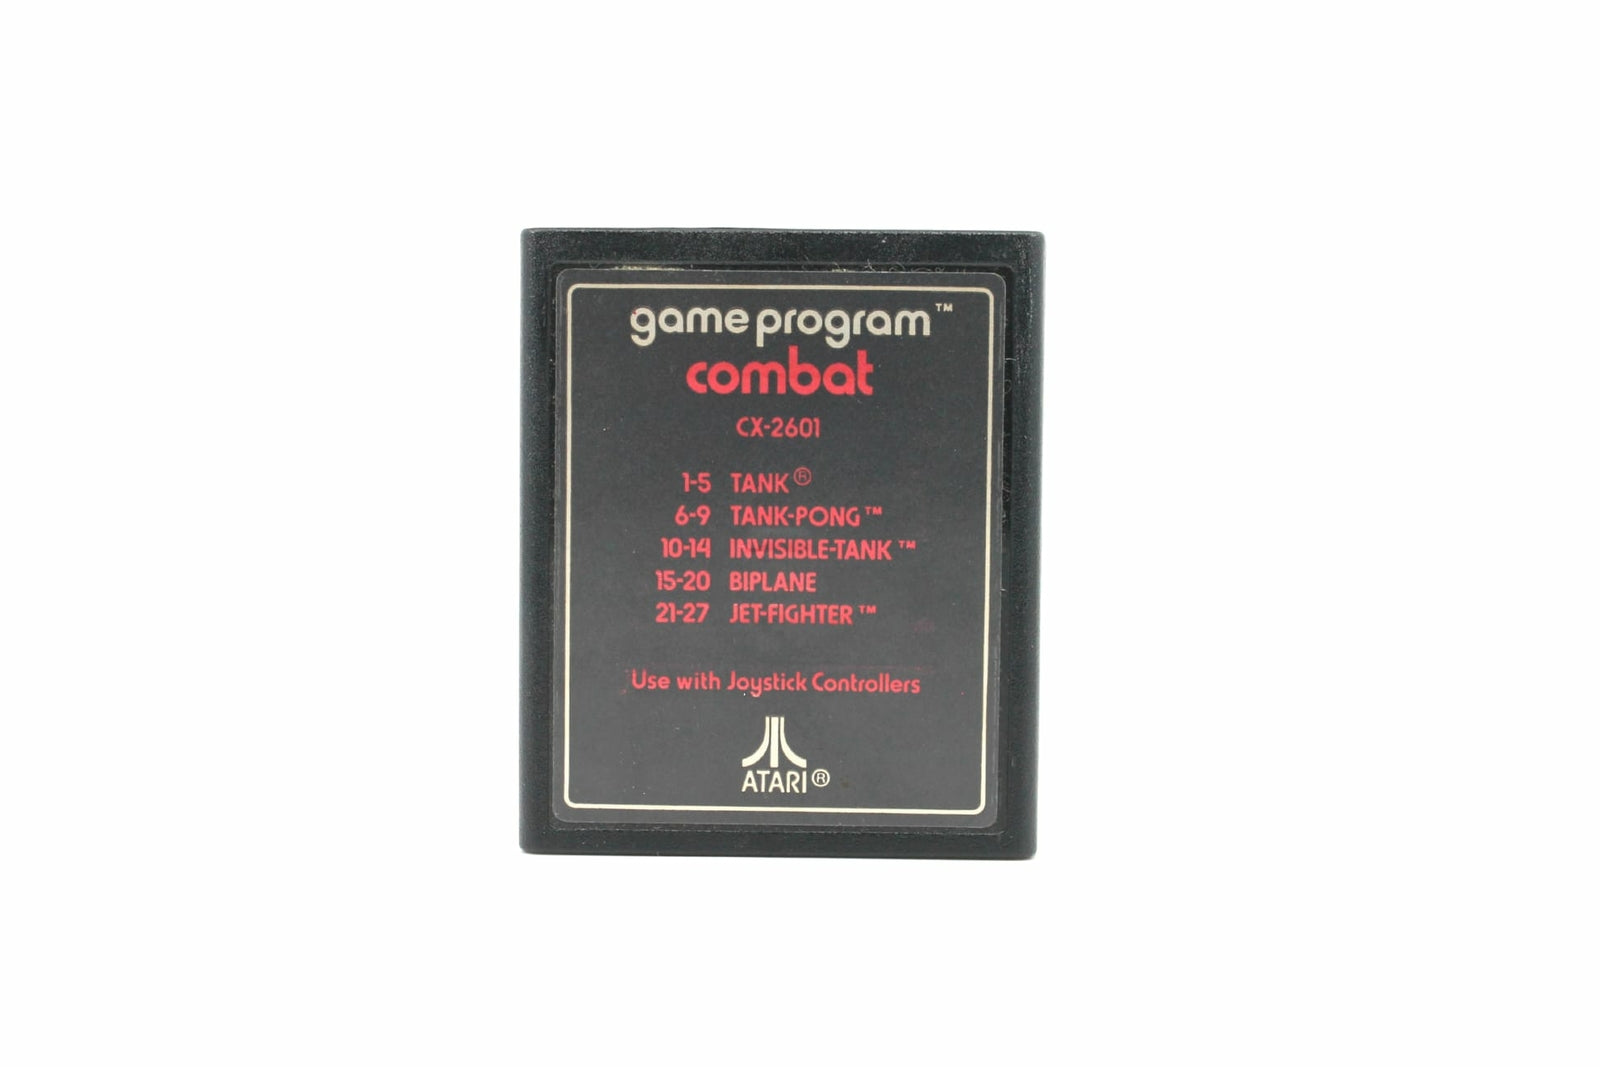 game program™
combat
CX-2601
1-5 TANK®
6-9 TANK-PONG™
10-14 INVISIBLE-TANK™
15-20 BIPLANE
21-27 JET-FIGHTER™
Use with Joystick Controllers
ATARI®